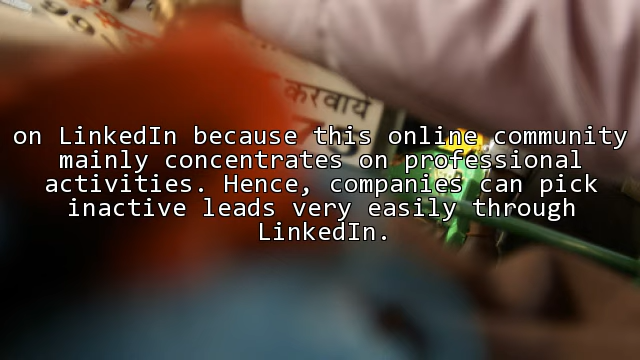 99
करवायें
on LinkedIn because this online community
mainly concentrates on professional
activities. Hence, companies can pick
inactive leads very easily through
LinkedIn.